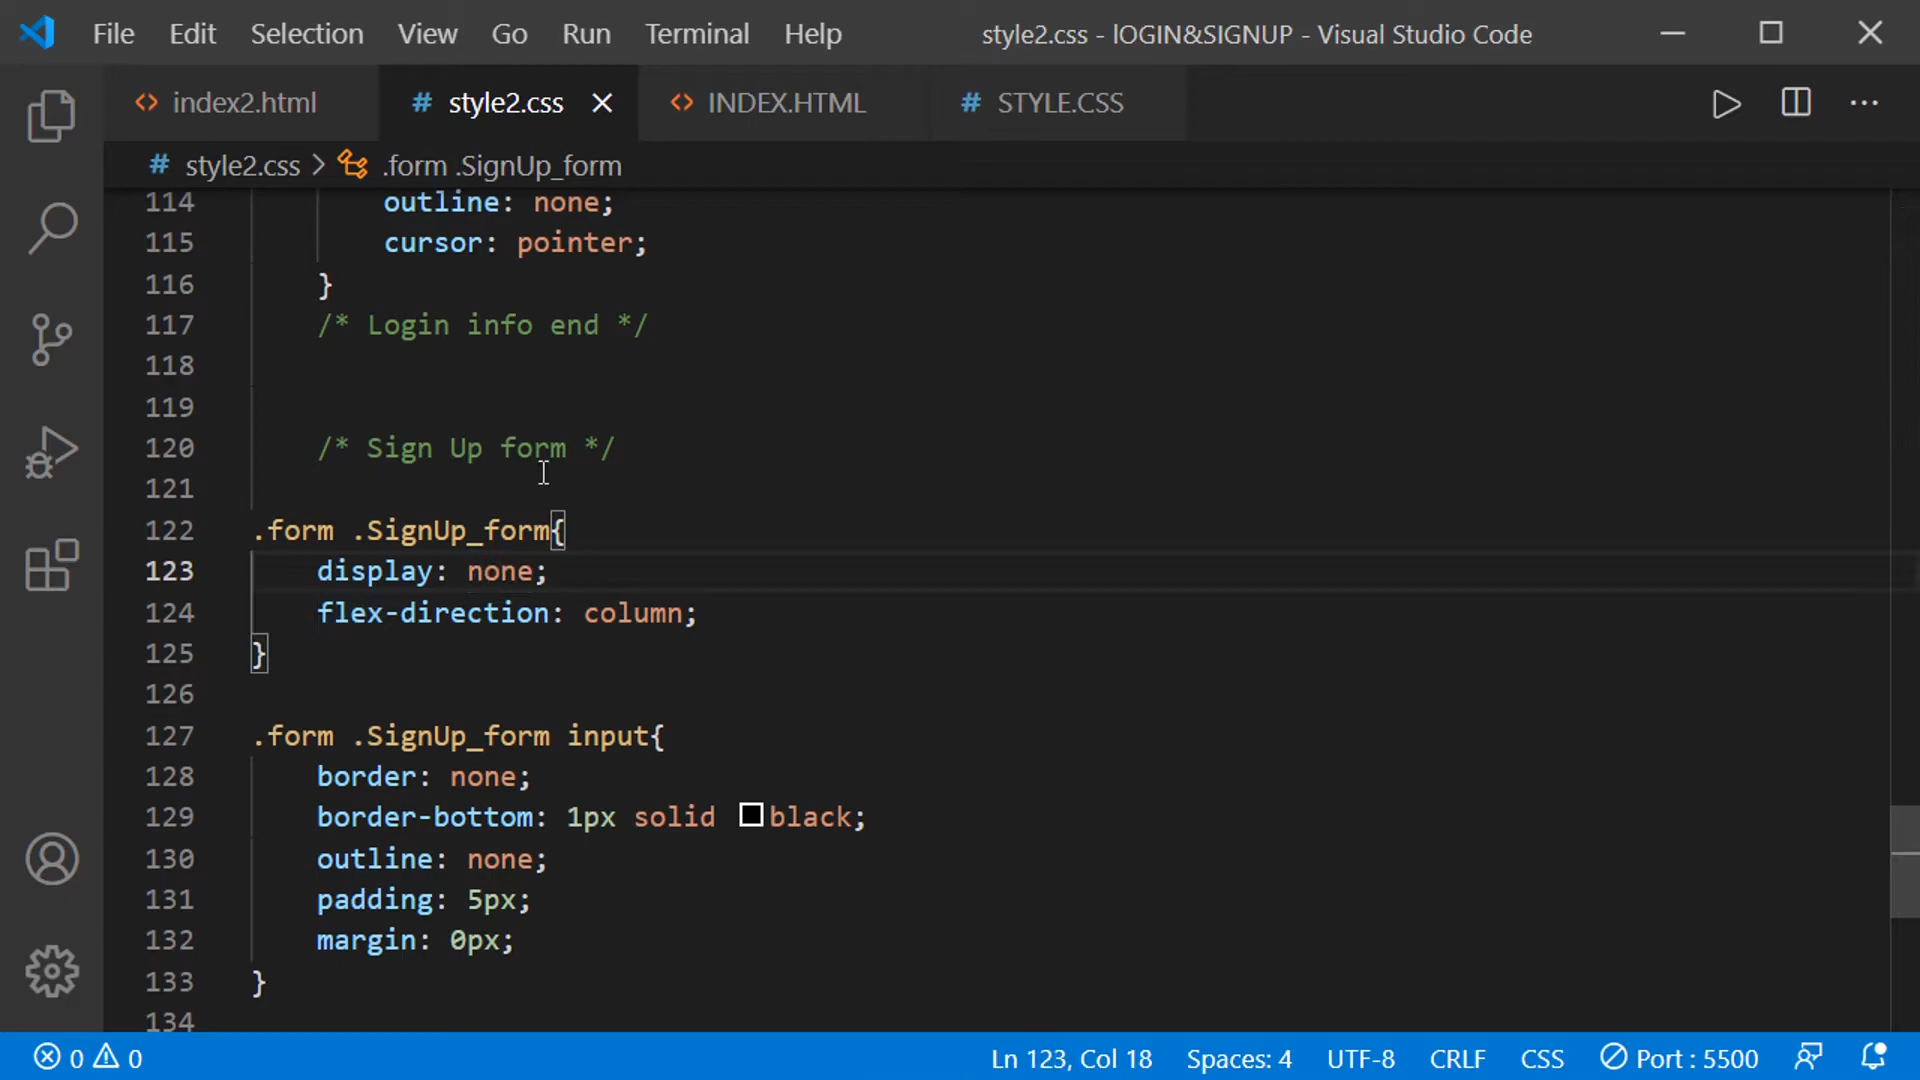 File Edit Selection View Go Run Terminal Help style2.css - lOGIN&SIGNUP - Visual Studio Code
<> index2.html # style2.css <> INDEX.HTML # STYLE.CSS
# style2.css > .form .SignUp_form
114 outline: none;
115 cursor: pointer;
116 }
117 /* Login info end */
118
119
120 /* Sign Up form */
121
122 .form .SignUp_form{
123 display: none;
124 flex-direction: column;
125 }
126
127 .form .SignUp_form input{
128 border: none;
129 border-bottom: 1px solid black;
130 outline: none;
131 padding: 5px;
132 margin: 0px;
133 }
134
0 0 Ln 123, Col 18 Spaces: 4 UTF-8 CRLF CSS Port : 5500